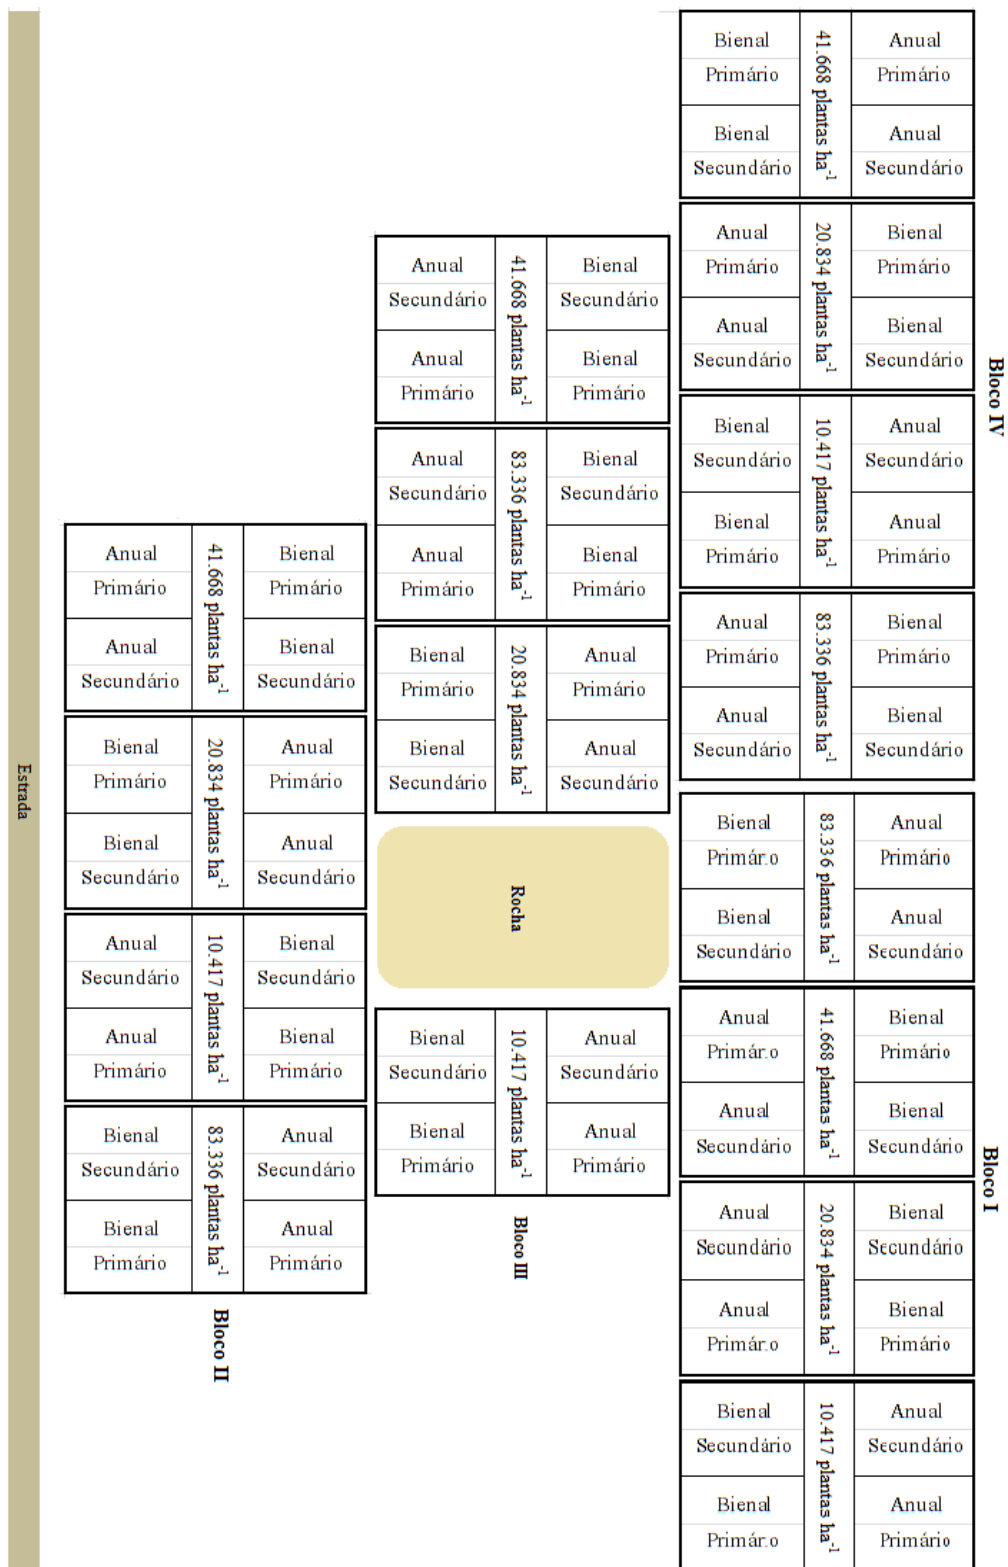 Estrada
Anual
Primário
Anual
Secundário
41.668 plantas ha⁻¹
Bienal
Primário
Bienal
Secundário
Bienal
Primário
Bienal
Secundário
20.834 plantas ha⁻¹
Anual
Primário
Anual
Secundário
Anual
Secundário
Anual
Primário
10.417 plantas ha⁻¹
Bienal
Secundário
Bienal
Primário
Bienal
Secundário
Bienal
Primário
83.336 plantas ha⁻¹
Anual
Secundário
Anual
Primário
Bloco II
Anual
Secundário
Anual
Primário
41.668 plantas ha⁻¹
Bienal
Secundário
Bienal
Primário
Anual
Secundário
Anual
Primário
83.336 plantas ha⁻¹
Bienal
Secundário
Bienal
Primário
Bienal
Primário
Bienal
Secundário
20.834 plantas ha⁻¹
Anual
Primário
Anual
Secundário
Rocha
Bienal
Secundário
Bienal
Primário
10.417 plantas ha⁻¹
Anual
Secundário
Anual
Primário
Bloco III
Bienal
Primário
Bienal
Secundário
41.668 plantas ha⁻¹
Anual
Primário
Anual
Secundário
Anual
Primário
Anual
Secundário
20.834 plantas ha⁻¹
Bienal
Primário
Bienal
Secundário
Bienal
Secundário
Bienal
Primário
10.417 plantas ha⁻¹
Anual
Secundário
Anual
Primário
Anual
Primário
Anual
Secundário
83.336 plantas ha⁻¹
Bienal
Primário
Bienal
Secundário
Bloco IV
Bienal
Primár.o
Bienal
Secundário
83.336 plantas ha⁻¹
Anual
Primário
Anual
Secundário
Anual
Primár.o
Anual
Secundário
41.668 plantas ha⁻¹
Bienal
Primário
Bienal
Secundário
Anual
Secundário
Anual
Primár.o
20.834 plantas ha⁻¹
Bienal
Secundário
Bienal
Primário
Bienal
Secundário
Bienal
Primár.o
10.417 plantas ha⁻¹
Anual
Secundário
Anual
Primário
Bloco I